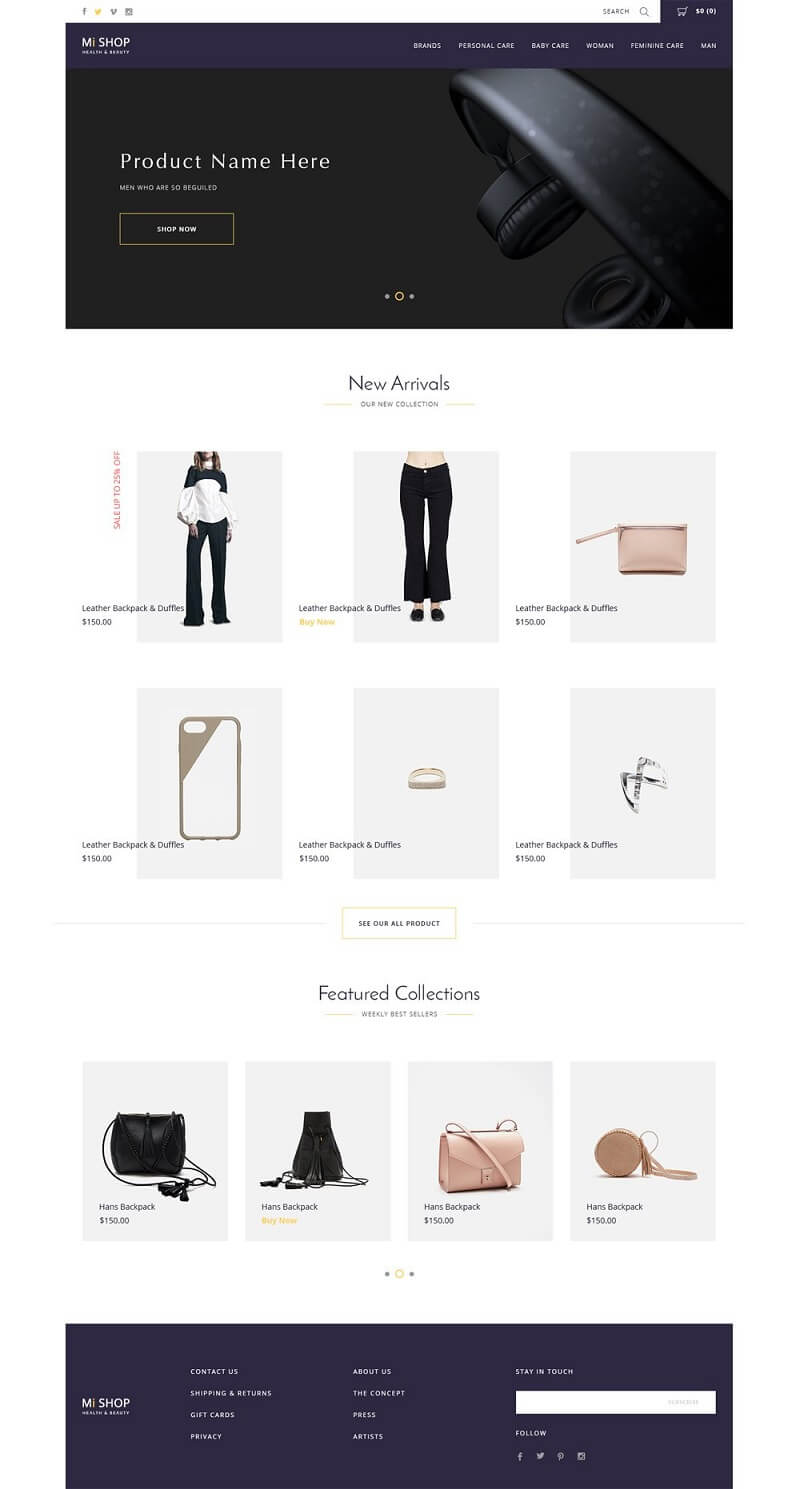 SEARCH
$0 (0)
Mi SHOP
HEALTH & BEAUTY
BRANDS PERSONAL CARE BABY CARE WOMAN FEMININE CARE MAN
Product Name Here
MEN WHO ARE SO BEGUILED
SHOP NOW
New Arrivals
OUR NEW COLLECTION
SALE UP TO 25% OFF
Leather Backpack & Duffles
$150.00
Leather Backpack & Duffles
Buy Now
Leather Backpack & Duffles
$150.00
Leather Backpack & Duffles
$150.00
Leather Backpack & Duffles
$150.00
Leather Backpack & Duffles
$150.00
SEE OUR ALL PRODUCT
Featured Collections
WEEKLY BEST SELLERS
Hans Backpack
$150.00
Hans Backpack
Buy Now
Hans Backpack
$150.00
Hans Backpack
$150.00
Mi SHOP
HEALTH & BEAUTY
CONTACT US
SHIPPING & RETURNS
GIFT CARDS
PRIVACY
ABOUT US
THE CONCEPT
PRESS
ARTISTS
STAY IN TOUCH
SUBSCRIBE
FOLLOW